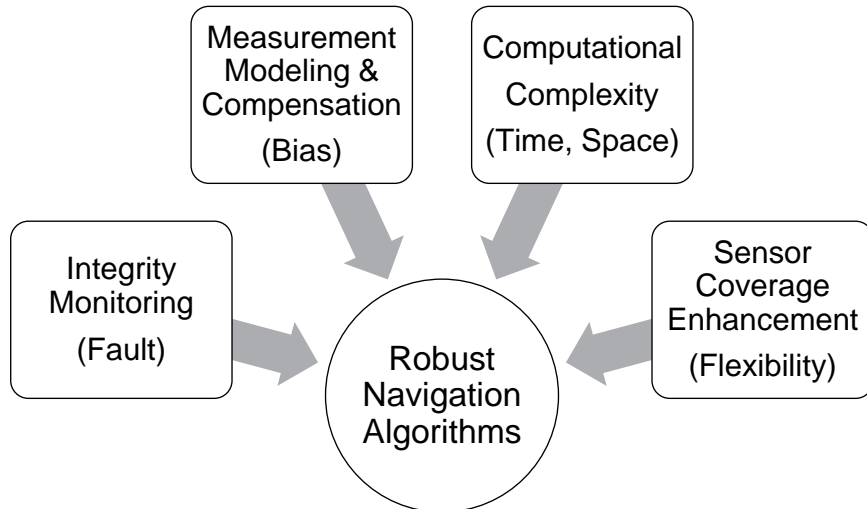 Measurement
Modeling &
Compensation
(Bias)
Computational
Complexity
(Time, Space)
Integrity
Monitoring
(Fault)
Sensor
Coverage
Enhancement
(Flexibility)
Robust
Navigation
Algorithms